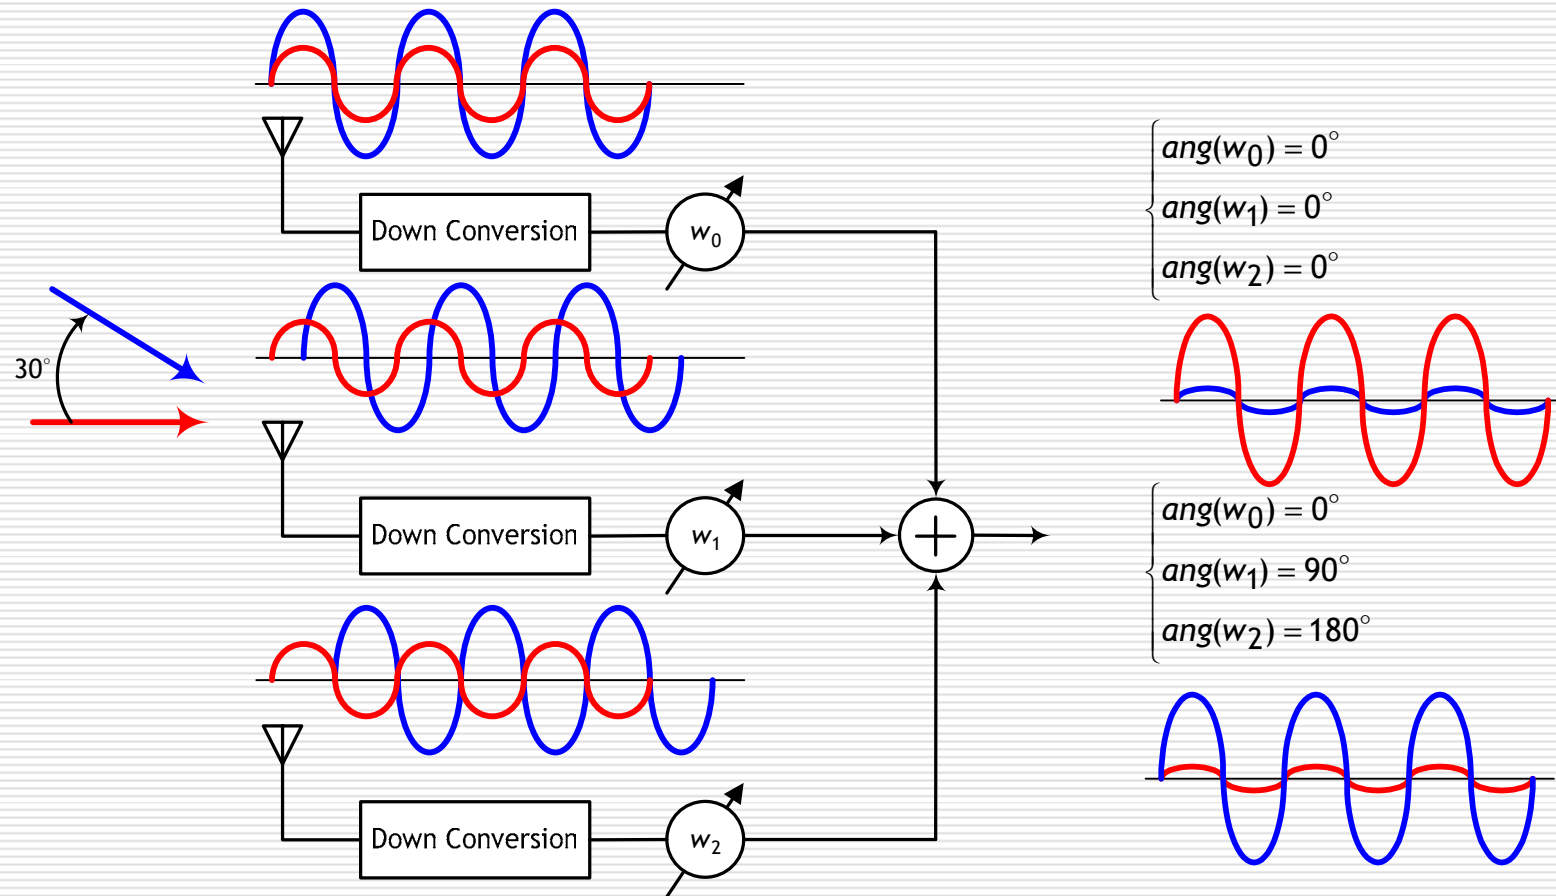 Down Conversion
w0
30°
Down Conversion
w1
Down Conversion
w2
ang(w0) = 0°
ang(w1) = 0°
ang(w2) = 0°
ang(w0) = 0°
ang(w1) = 90°
ang(w2) = 180°